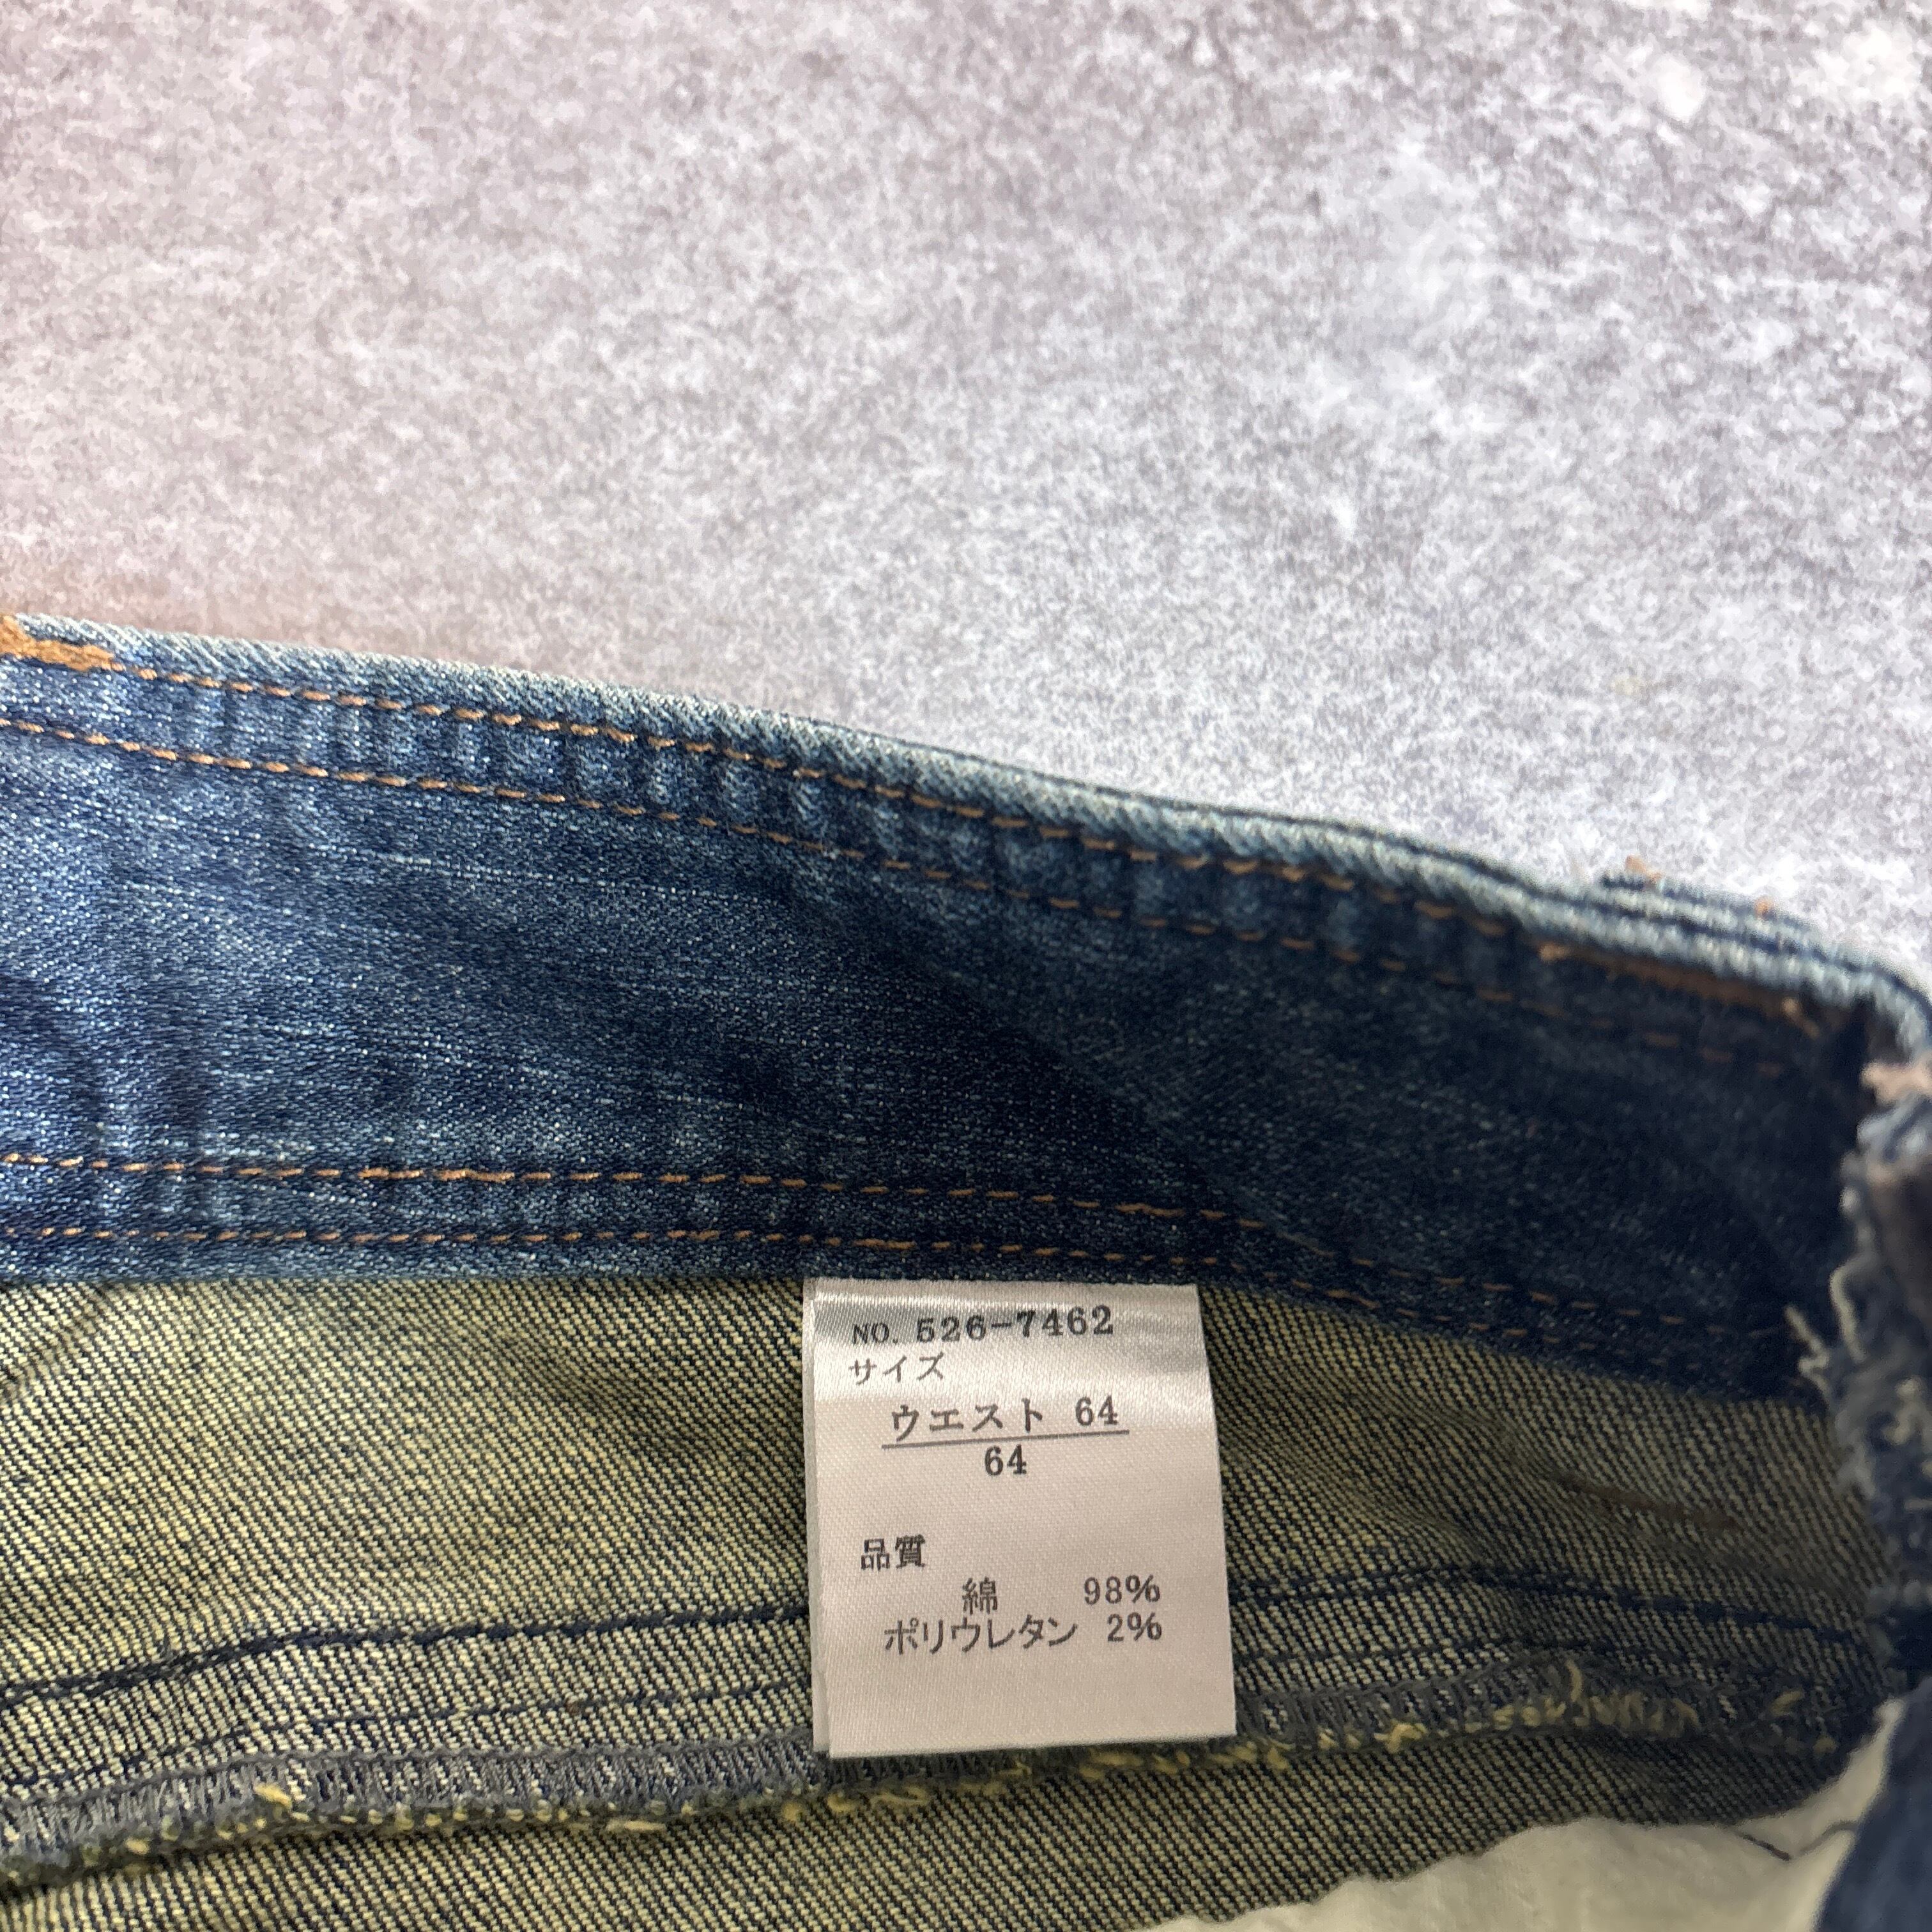 NO. 526-7462
サイズ
ウエスト 64
64
品質
綿 98%
ポリウレタン 2%